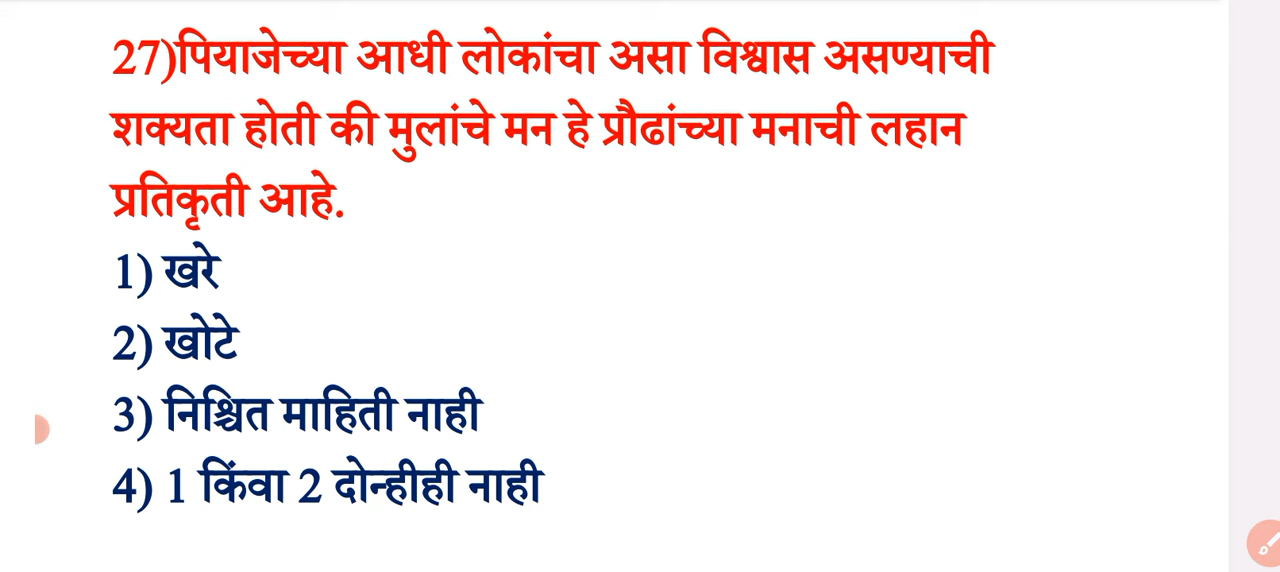 27)पियाजेच्या आधी लोकांचा असा विश्वास असण्याची
शक्यता होती की मुलांचे मन हे प्रौढांच्या मनाची लहान
प्रतिकृती आहे.
1) खरे
2) खोटे
3) निश्चित माहिती नाही
4) 1 किंवा 2 दोन्हीही नाही